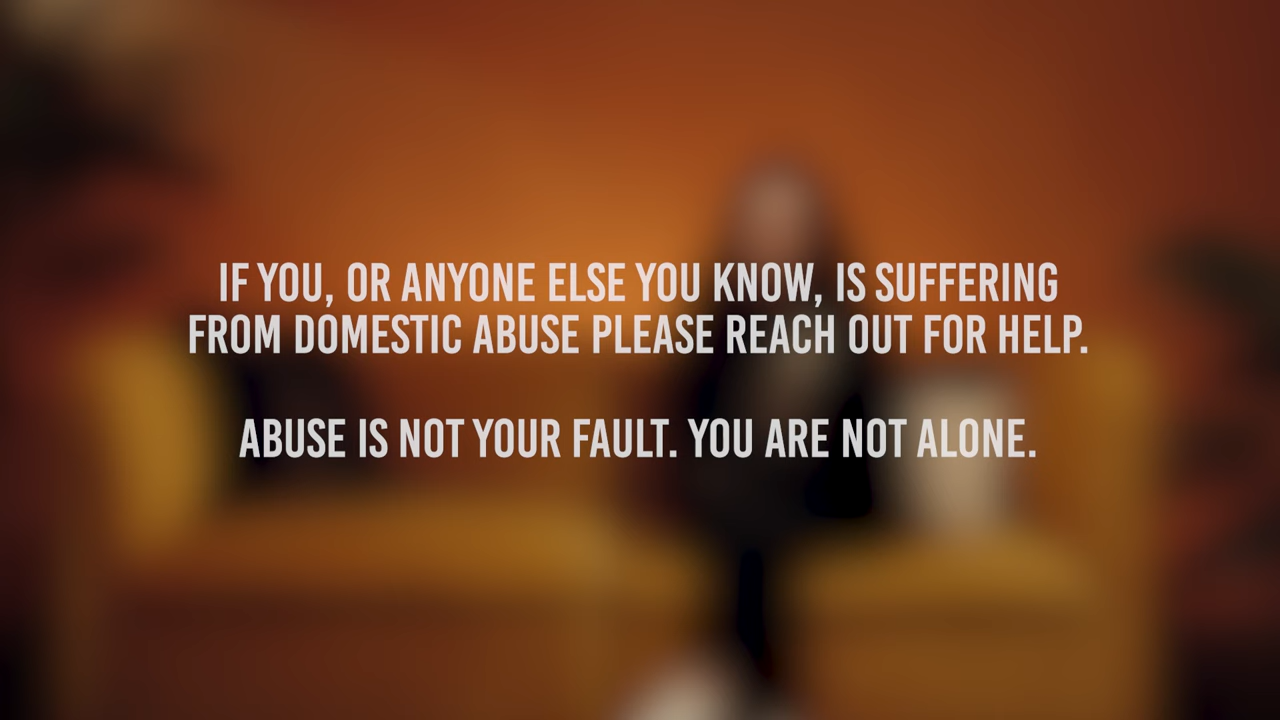 IF YOU, OR ANYONE ELSE YOU KNOW, IS SUFFERING
FROM DOMESTIC ABUSE PLEASE REACH OUT FOR HELP.
ABUSE IS NOT YOUR FAULT. YOU ARE NOT ALONE.